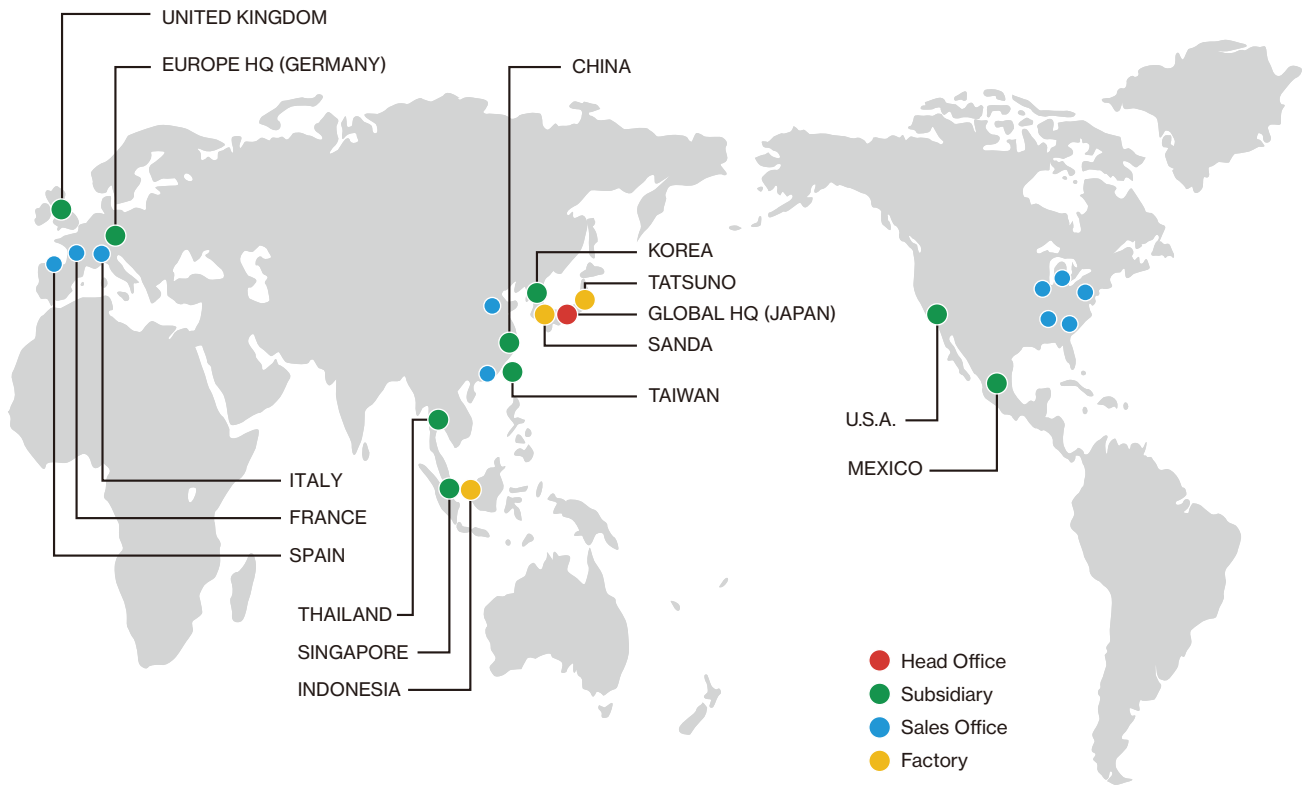 UNITED KINGDOM
EUROPE HQ (GERMANY)
CHINA
KOREA
TATSUNO
GLOBAL HQ (JAPAN)
SANDA
TAIWAN
U.S.A.
MEXICO
ITALY
FRANCE
SPAIN
THAILAND
SINGAPORE
INDONESIA
Head Office
Subsidiary
Sales Office
Factory